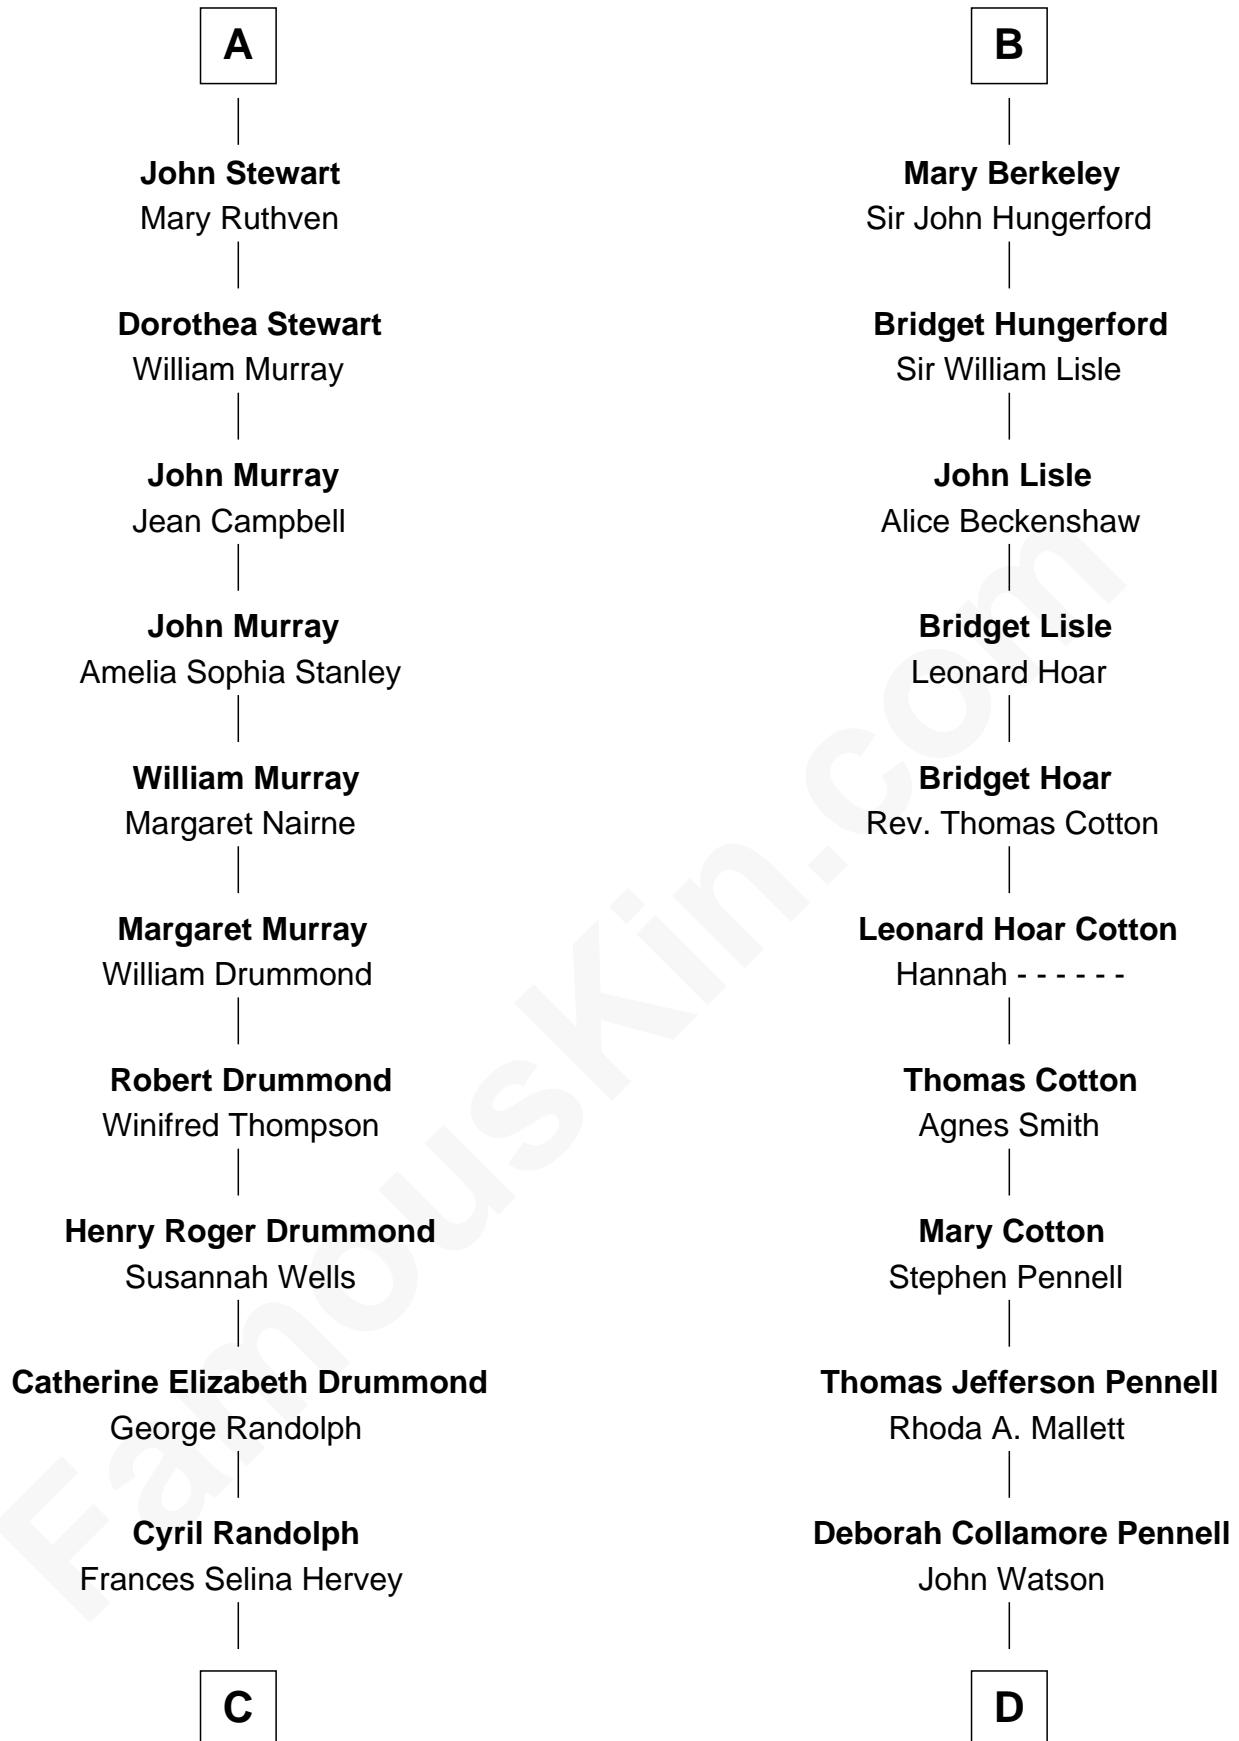 A
John Stewart
Mary Ruthven
Dorothea Stewart
William Murray
John Murray
Jean Campbell
John Murray
Amelia Sophia Stanley
William Murray
Margaret Nairne
Margaret Murray
William Drummond
Robert Drummond
Winifred Thompson
Henry Roger Drummond
Susannah Wells
Catherine Elizabeth Drummond
George Randolph
Cyril Randolph
Frances Selina Hervey
C
B
Mary Berkeley
Sir John Hungerford
Bridget Hungerford
Sir William Lisle
John Lisle
Alice Beckenshaw
Bridget Lisle
Leonard Hoar
Bridget Hoar
Rev. Thomas Cotton
Leonard Hoar Cotton
Hannah - - - - - -
Thomas Cotton
Agnes Smith
Mary Cotton
Stephen Pennell
Thomas Jefferson Pennell
Rhoda A. Mallett
Deborah Collamore Pennell
John Watson
D
FamousKin.com